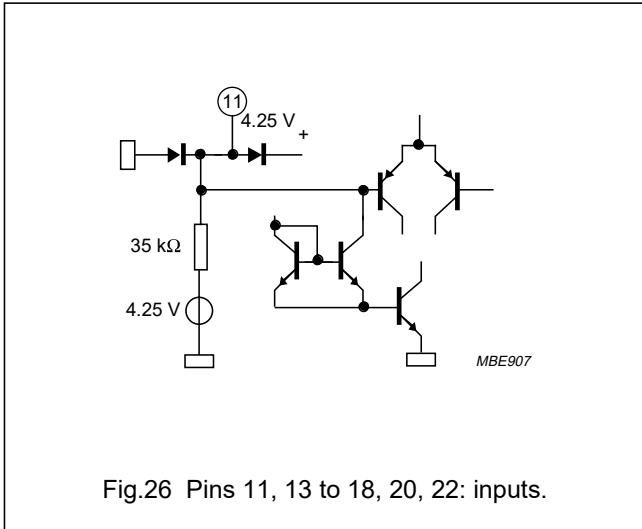 11
4.25 V
+
35 kΩ
4.25 V
MBE907
Fig.26 Pins 11, 13 to 18, 20, 22: inputs.